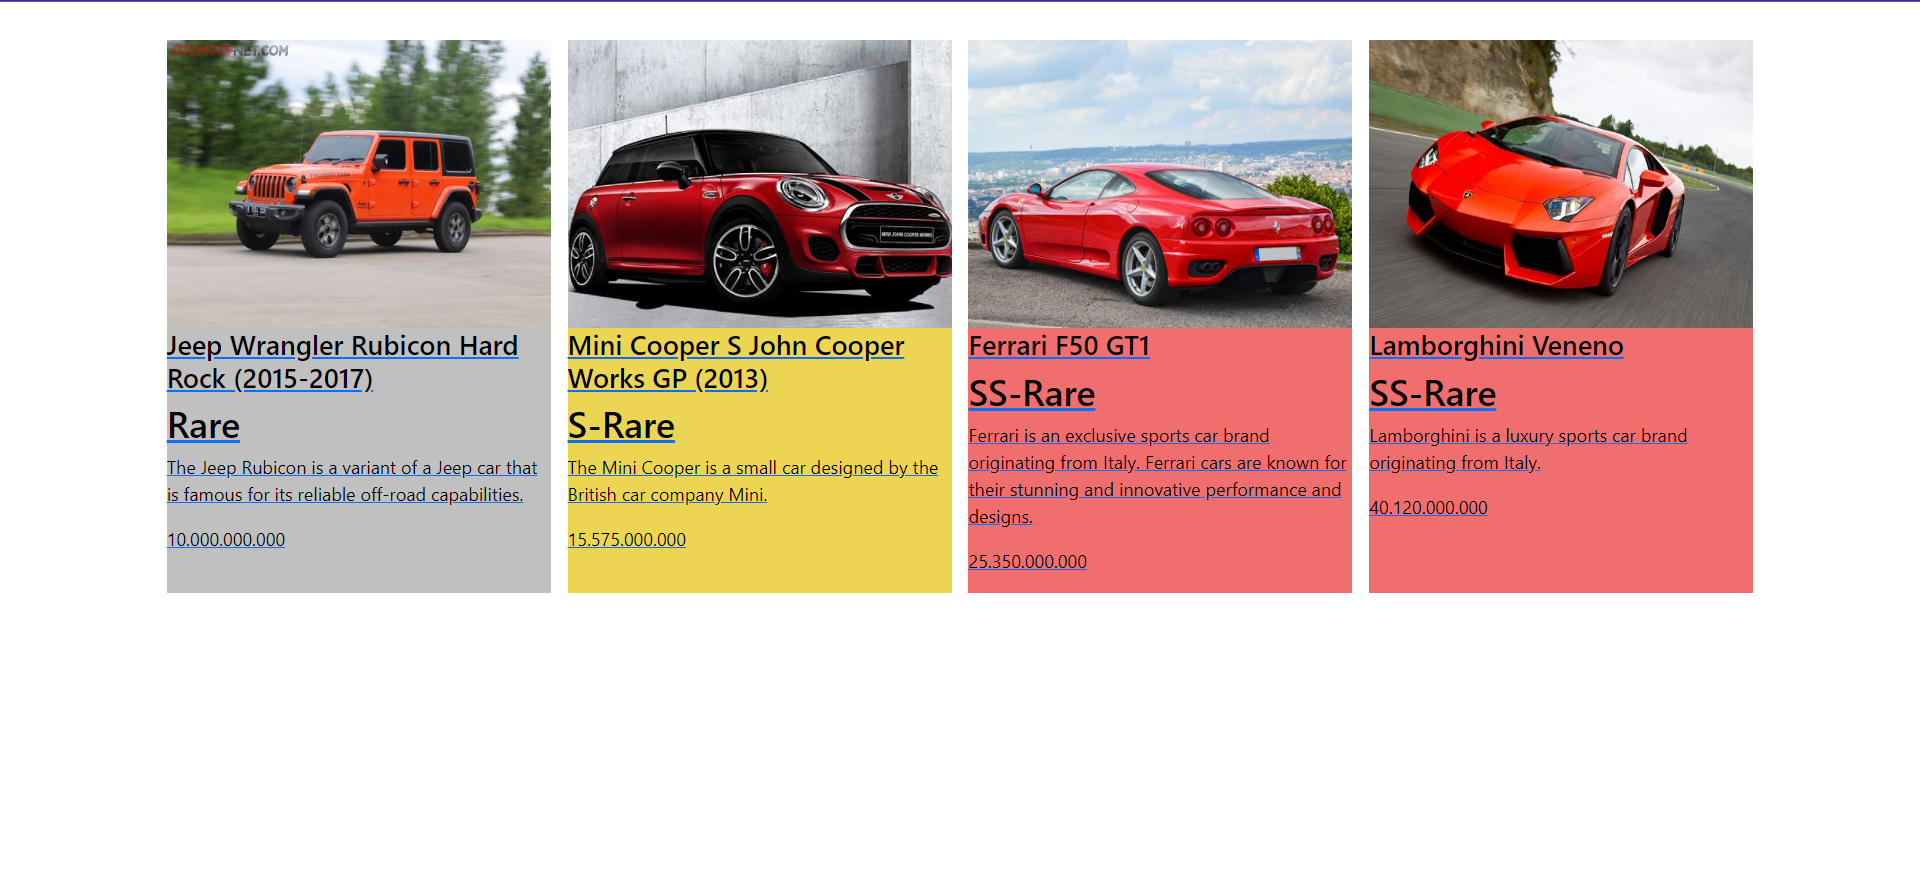 OTOMOTIFNET.COM
Jeep Wrangler Rubicon Hard
Rock (2015-2017)
Rare
The Jeep Rubicon is a variant of a Jeep car that
is famous for its reliable off-road capabilities.
10.000.000.000
MINI JOHN COOPER WORKS
Mini Cooper S John Cooper
Works GP (2013)
S-Rare
The Mini Cooper is a small car designed by the
British car company Mini.
15.575.000.000
Ferrari F50 GT1
SS-Rare
Ferrari is an exclusive sports car brand
originating from Italy. Ferrari cars are known for
their stunning and innovative performance and
designs.
25.350.000.000
Lamborghini Veneno
SS-Rare
Lamborghini is a luxury sports car brand
originating from Italy.
40.120.000.000